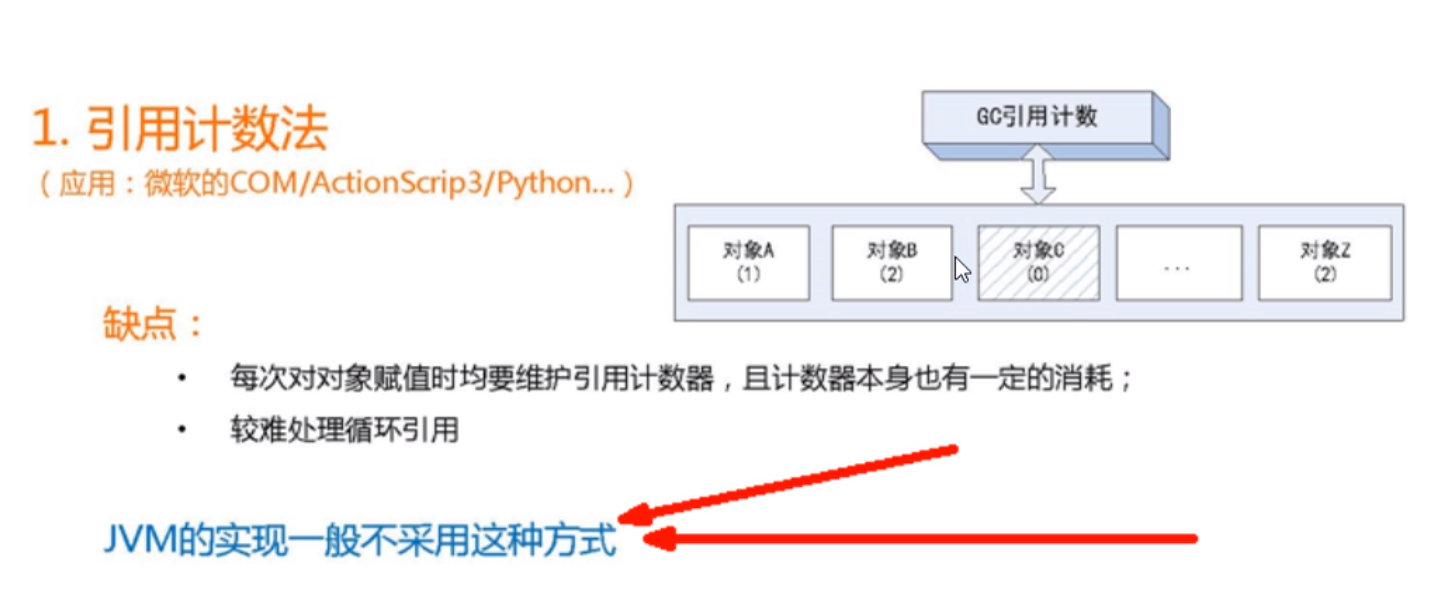 1. 引用计数法
（应用：微软的COM/ActionScrip3/Python...）
GC引用计数
对象A
(1)
对象B
(2)
对象C
(0)
...
对象Z
(2)
缺点：
• 每次对对象赋值时均要维护引用计数器，且计数器本身也有一定的消耗；
• 较难处理循环引用
JVM的实现一般不采用这种方式